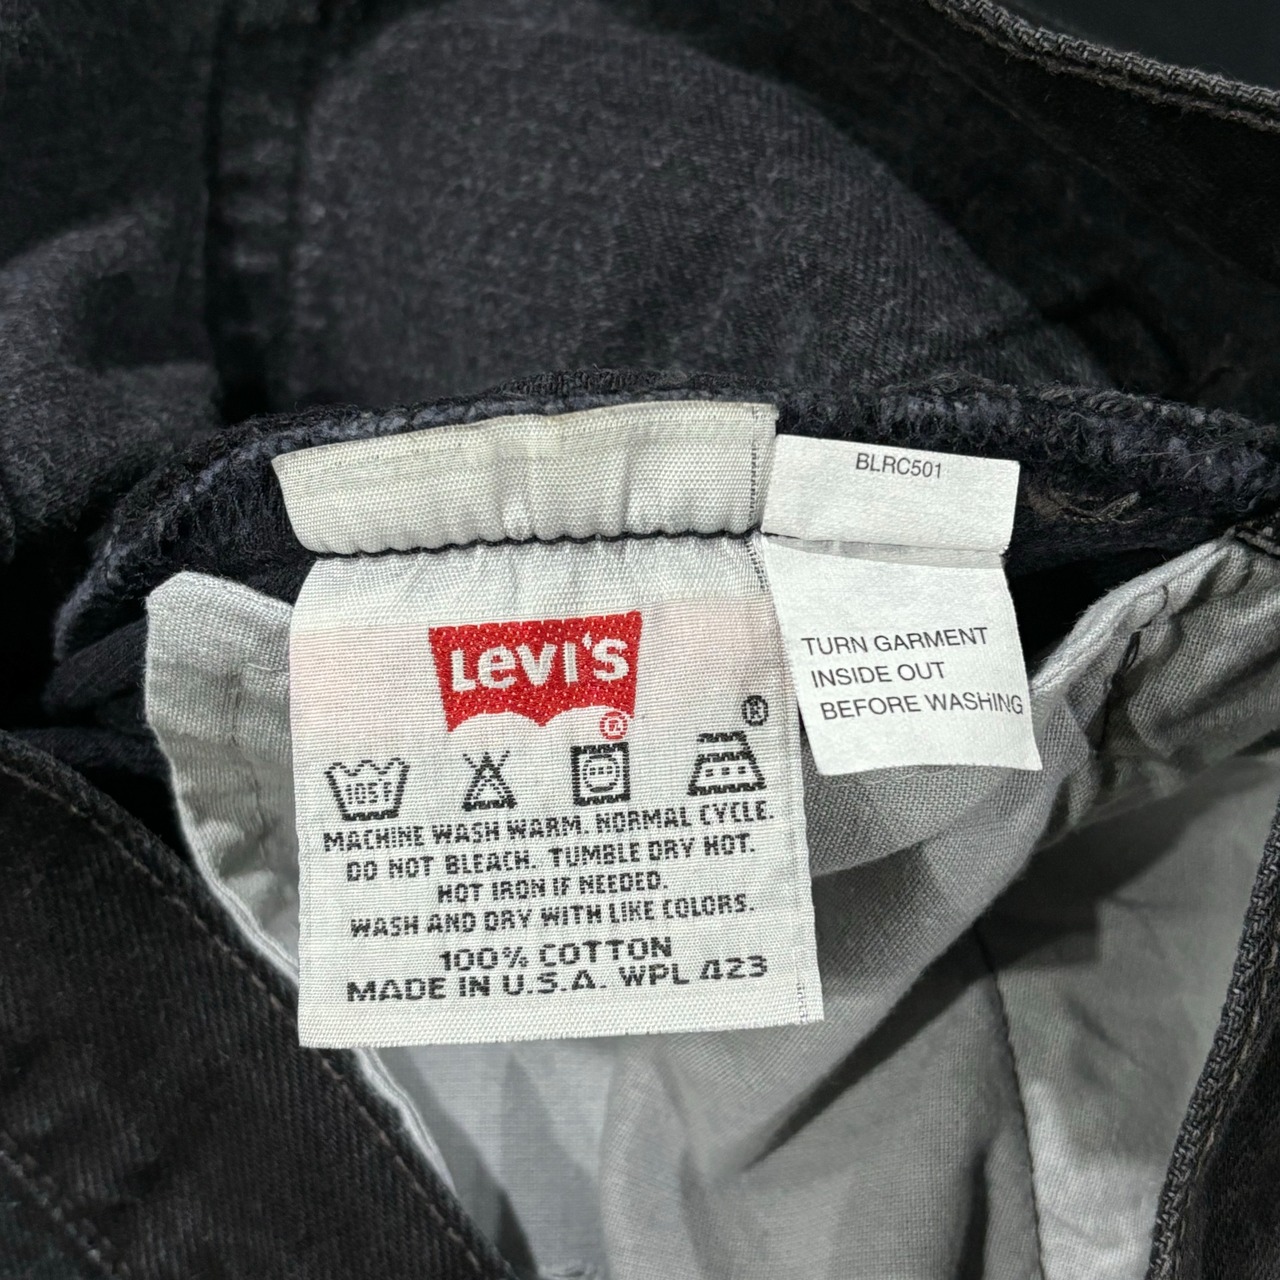 BLRC501
TURN GARMENT
INSIDE OUT
BEFORE WASHING
LEVI'S
®
®
105F
MACHINE WASH WARM. NORMAL CYCLE.
DO NOT BLEACH. TUMBLE DRY HOT.
HOT IRON IF NEEDED.
WASH AND DRY WITH LIKE COLORS.
100% COTTON
MADE IN U.S.A. WPL 423